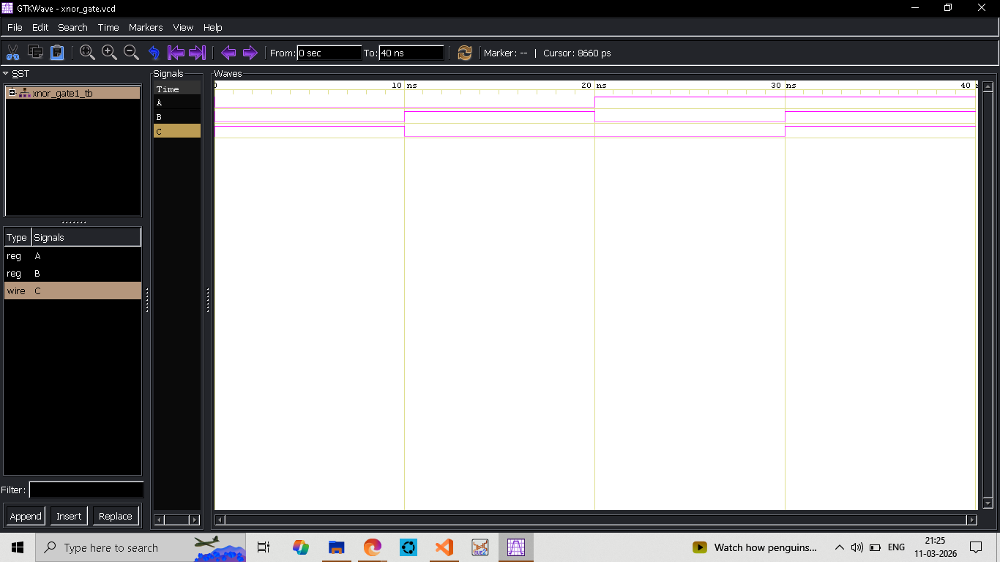 GTKWave - xnor_gate.vcd
File Edit Search Time Markers View Help
From: 0 sec To: 40 ns Marker: -- | Cursor: 8660 ps
SST
xnor_gate1_tb
Type Signals
reg A
reg B
wire C
Filter:
Append Insert Replace
Signals
Time
A
B
C
Waves
0 10 ns 20 ns 30 ns 40 n
Type here to search
Watch how penguins...
ENG
21:25
11-03-2026